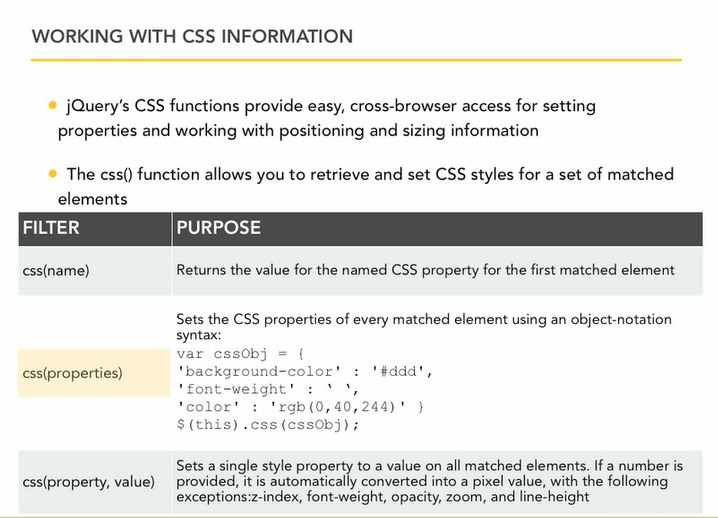 WORKING WITH CSS INFORMATION
jQuery’s CSS functions provide easy, cross-browser access for setting
properties and working with positioning and sizing information
The css() function allows you to retrieve and set CSS styles for a set of matched
elements
FILTER PURPOSE
css(name) Returns the value for the named CSS property for the first matched element
Sets the CSS properties of every matched element using an object-notation
syntax:
var cssObj = {
'background-color' : '#ddd',
css(properties)
'font-weight' : ‘ ‘,
'color' : 'rgb(0,40,244)' }
$(this).css(cssObj);
Sets a single style property to a value on all matched elements. If a number is
css(property, value) provided, it is automatically converted into a pixel value, with the following
exceptions:z-index, font-weight, opacity, zoom, and line-height